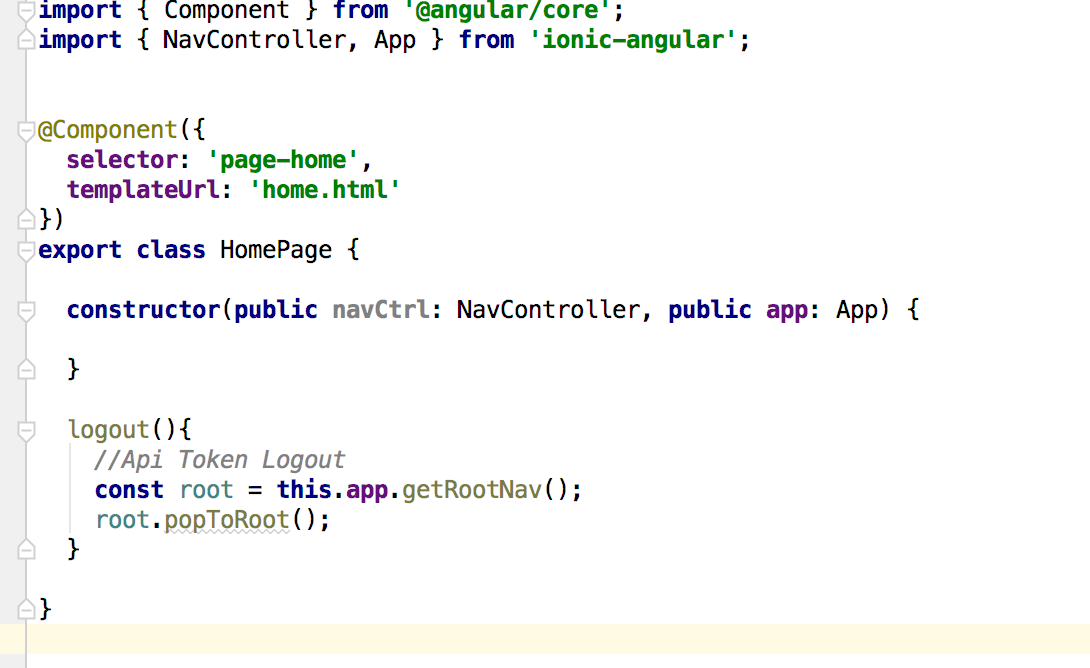 import { Component } from '@angular/core';
import { NavController, App } from 'ionic-angular';
@Component({
  selector: 'page-home',
  templateUrl: 'home.html'
})
export class HomePage {
  constructor(public navCtrl: NavController, public app: App) {
  }
  logout(){
    //Api Token Logout
    const root = this.app.getRootNav();
    root.popToRoot();
  }
}